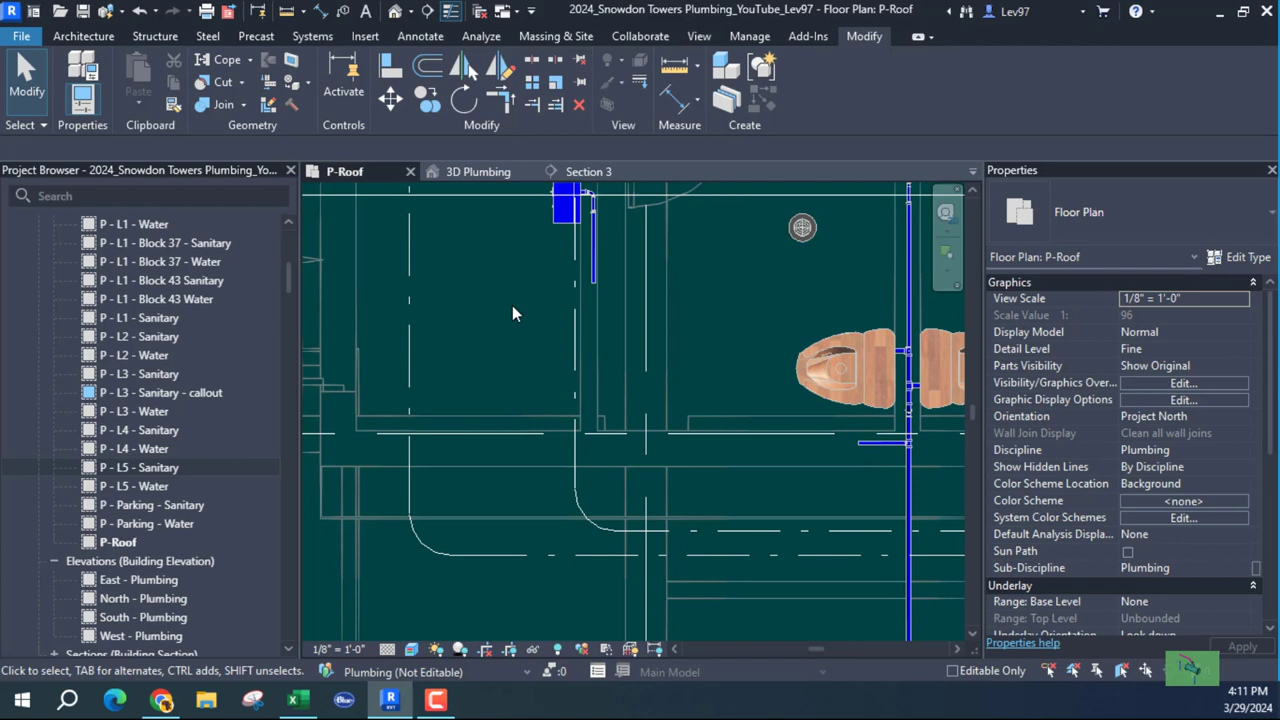 2024_Snowdon Towers Plumbing_YouTube_Lev97 - Floor Plan: P-Roof
Lev97
File Architecture Structure Steel Precast Systems Insert Annotate Analyze Massing & Site Collaborate View Manage Add-Ins Modify
Modify
Properties
Paste
Cope
Cut
Join
Activate
Select Properties Clipboard Geometry Controls Modify View Measure Create
Project Browser - 2024_Snowdon Towers Plumbing_Yo...
Search
P - L1 - Water
P - L1 - Block 37 - Sanitary
P - L1 - Block 37 - Water
P - L1 - Block 43 Sanitary
P - L1 - Block 43 Water
P - L1 - Sanitary
P - L2 - Sanitary
P - L2 - Water
P - L3 - Sanitary
P - L3 - Sanitary - callout
P - L3 - Water
P - L4 - Sanitary
P - L4 - Water
P - L5 - Sanitary
P - L5 - Water
P - Parking - Sanitary
P - Parking - Water
P-Roof
Elevations (Building Elevation)
East - Plumbing
North - Plumbing
South - Plumbing
West - Plumbing
P-Roof
3D Plumbing
Section 3
Properties
Floor Plan
Floor Plan: P-Roof
Edit Type
Graphics
View Scale 1/8" = 1'-0"
Scale Value 1: 96
Display Model Normal
Detail Level Fine
Parts Visibility Show Original
Visibility/Graphics Over... Edit...
Graphic Display Options Edit...
Orientation Project North
Wall Join Display Clean all wall joins
Discipline Plumbing
Show Hidden Lines By Discipline
Color Scheme Location Background
Color Scheme <none>
System Color Schemes Edit...
Default Analysis Displa... None
Sun Path
Sub-Discipline Plumbing
Underlay
Range: Base Level None
Range: Top Level Unbounded
Properties help
Apply
1/8" = 1'-0"
Click to select, TAB for alternates, CTRL adds, SHIFT unselects.
Plumbing (Not Editable)
:0
Main Model
Editable Only
4:11 PM
3/29/2024